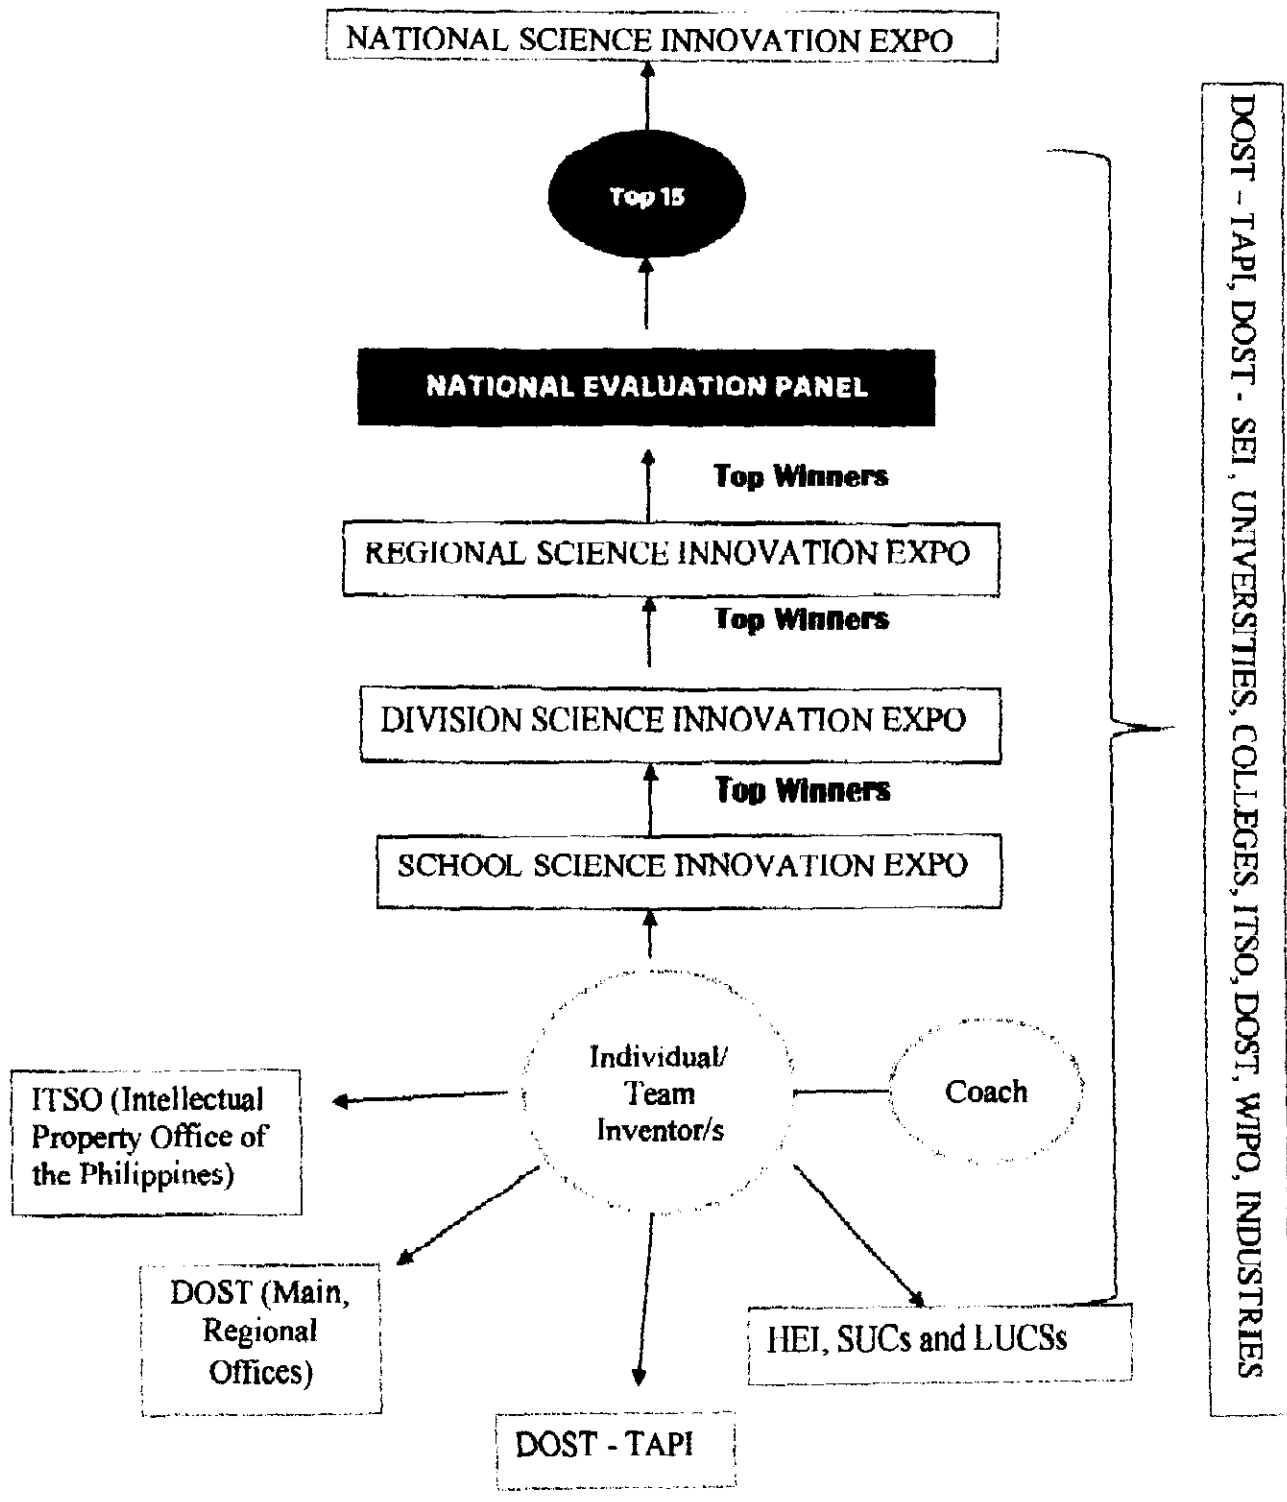 NATIONAL SCIENCE INNOVATION EXPO
Top 15
NATIONAL EVALUATION PANEL
Top Winners
REGIONAL SCIENCE INNOVATION EXPO
Top Winners
DIVISION SCIENCE INNOVATION EXPO
Top Winners
SCHOOL SCIENCE INNOVATION EXPO
Individual/
Team
Inventor/s
Coach
ITSO (Intellectual
Property Office of
the Philippines)
DOST (Main,
Regional
Offices)
DOST - TAPI
HEI, SUCs and LUCSs
DOST – TAPI, DOST - SEI, UNIVERSITIES, COLLEGES, ITSO, DOST, WIPO, INDUSTRIES